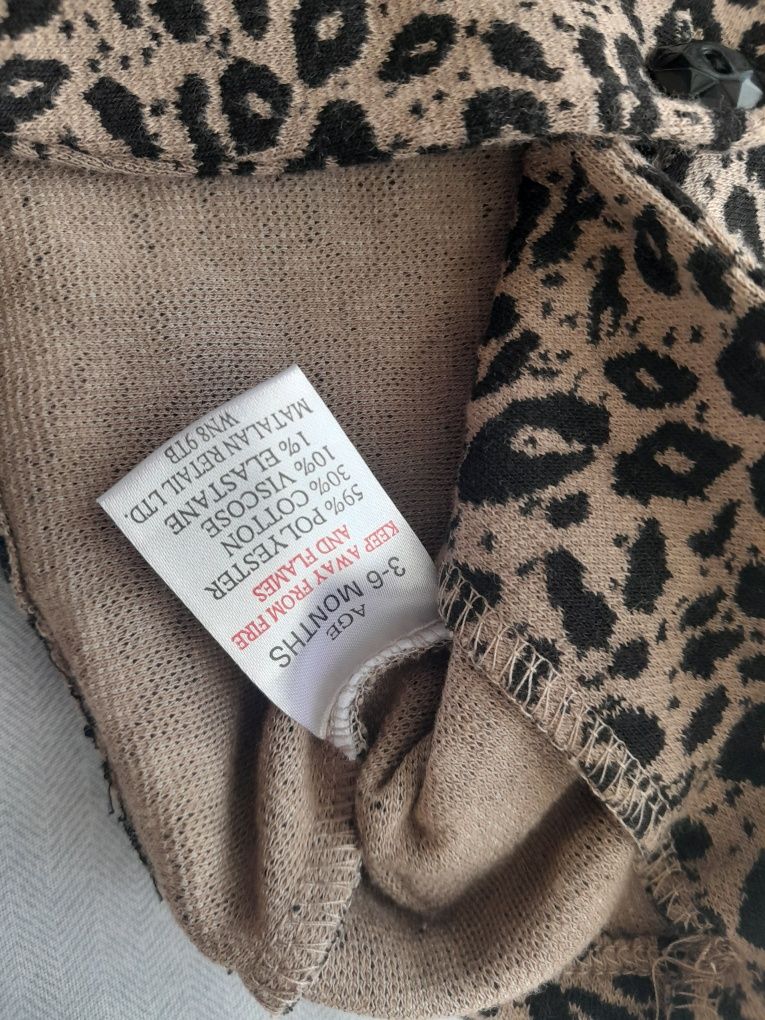 AGE
3-6 MONTHS
KEEP AWAY FROM FIRE
AND FLAMES
59% POLYESTER
30% COTTON
10% VISCOSE
1% ELASTANE
MATALAN RETAIL LTD.
WN8 9TB